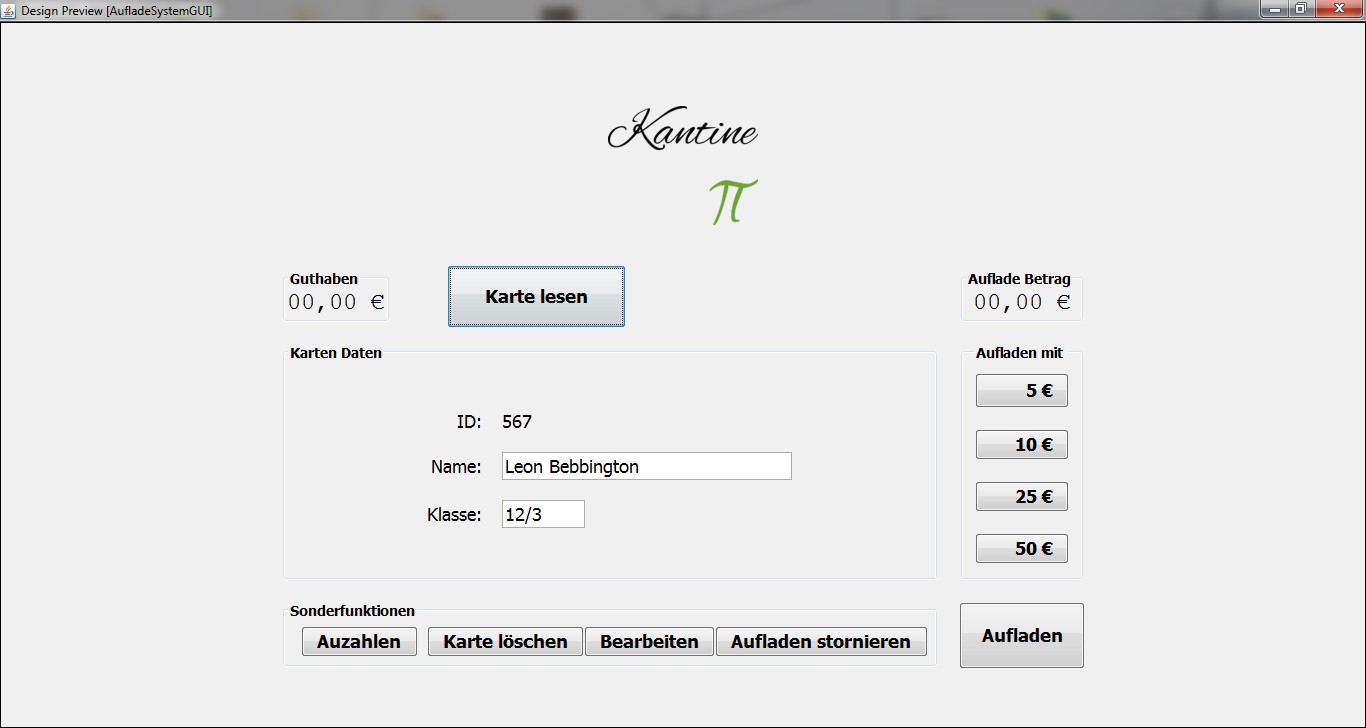 Design Preview [AufladeSystemGUI]
Kantine
π
Guthaben
00,00 €
Karte lesen
Auflade Betrag
00,00 €
Karten Daten
ID: 567
Name: Leon Bebbington
Klasse: 12/3
Aufladen mit
5 €
10 €
25 €
50 €
Sonderfunktionen
Auzahlen Karte löschen Bearbeiten Aufladen stornieren
Aufladen